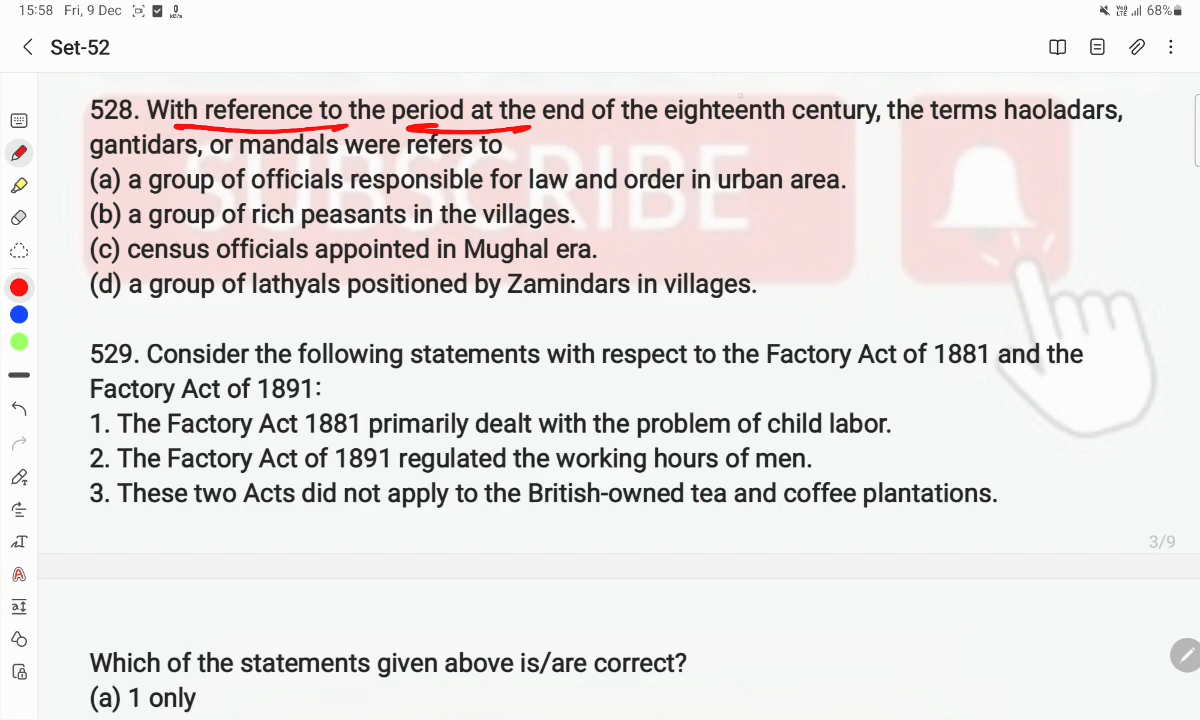 15:58 Fri, 9 Dec 0 kB/s Vo9 LTE 68%
Set-52
SUBSCRIBE
528. With reference to the period at the end of the eighteenth century, the terms haoladars,
gantidars, or mandals were refers to
(a) a group of officials responsible for law and order in urban area.
(b) a group of rich peasants in the villages.
(c) census officials appointed in Mughal era.
(d) a group of lathyals positioned by Zamindars in villages.
529. Consider the following statements with respect to the Factory Act of 1881 and the
Factory Act of 1891:
1. The Factory Act 1881 primarily dealt with the problem of child labor.
2. The Factory Act of 1891 regulated the working hours of men.
3. These two Acts did not apply to the British-owned tea and coffee plantations.
3/9
Which of the statements given above is/are correct?
(a) 1 only